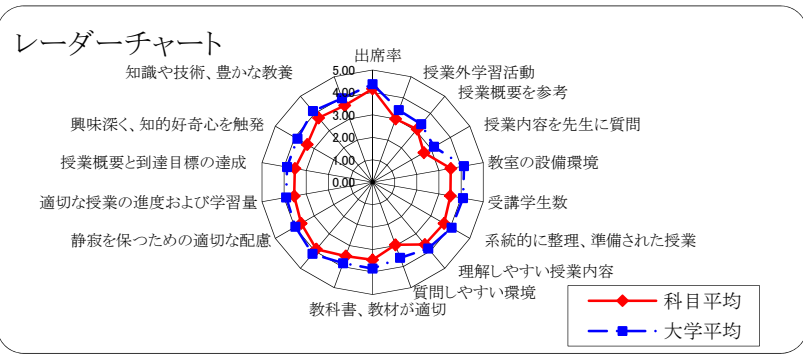 レーダーチャート
出席率
授業外学習活動
授業概要を参考
授業内容を先生に質問
教室の設備環境
受講学生数
系統的に整理、準備された授業
理解しやすい授業内容
質問しやすい環境
教科書、教材が適切
静寂を保つための適切な配慮
適切な授業の進度および学習量
授業概要と到達目標の達成
興味深く、知的好奇心を触発
知識や技術、豊かな教養
5.00
4.00
3.00
2.00
1.00
0.00
科目平均
大学平均